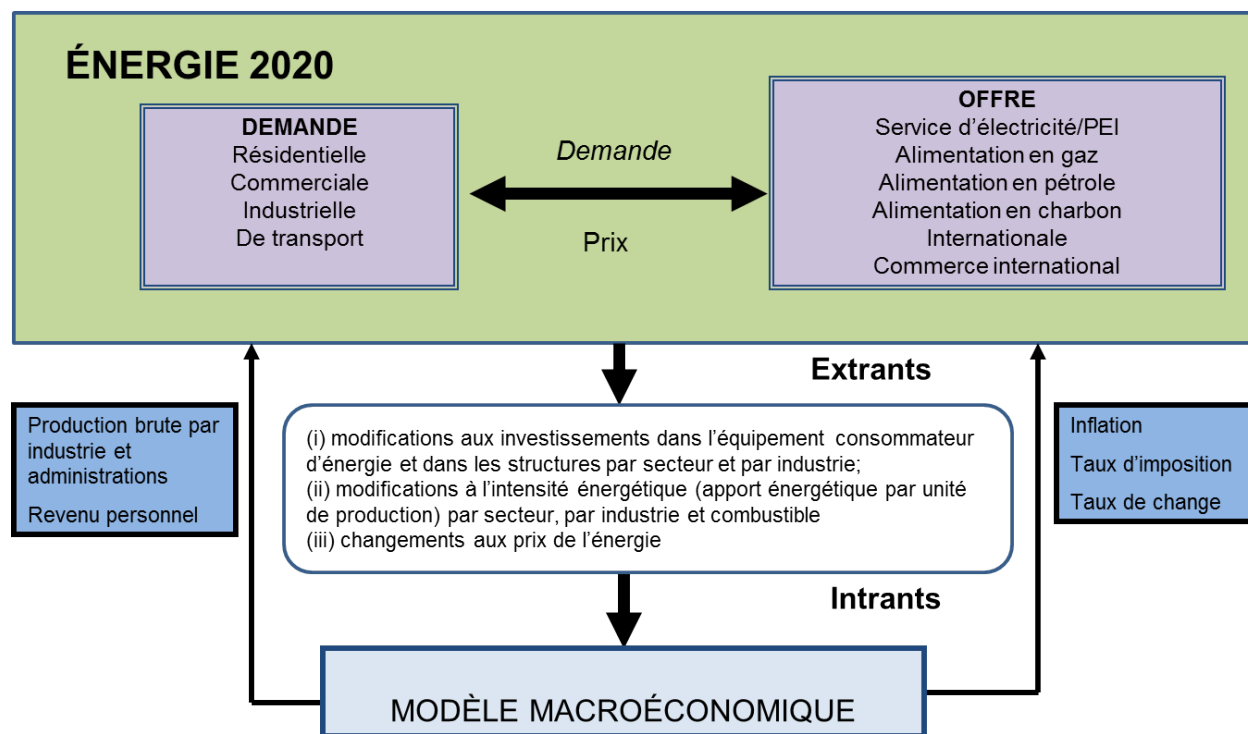 ÉNERGIE 2020
DEMANDE
Résidentielle
Commerciale
Industrielle
De transport
Demande
Prix
OFFRE
Service d’électricité/PEI
Alimentation en gaz
Alimentation en pétrole
Alimentation en charbon
Internationale
Commerce international
Extrants
Production brute par
industrie et
administrations
Revenu personnel
(i) modifications aux investissements dans l’équipement consommateur
d’énergie et dans les structures par secteur et par industrie;
(ii) modifications à l’intensité énergétique (apport énergétique par unité
de production) par secteur, par industrie et combustible
(iii) changements aux prix de l’énergie
Inflation
Taux d’imposition
Taux de change
Intrants
MODÈLE MACROÉCONOMIQUE